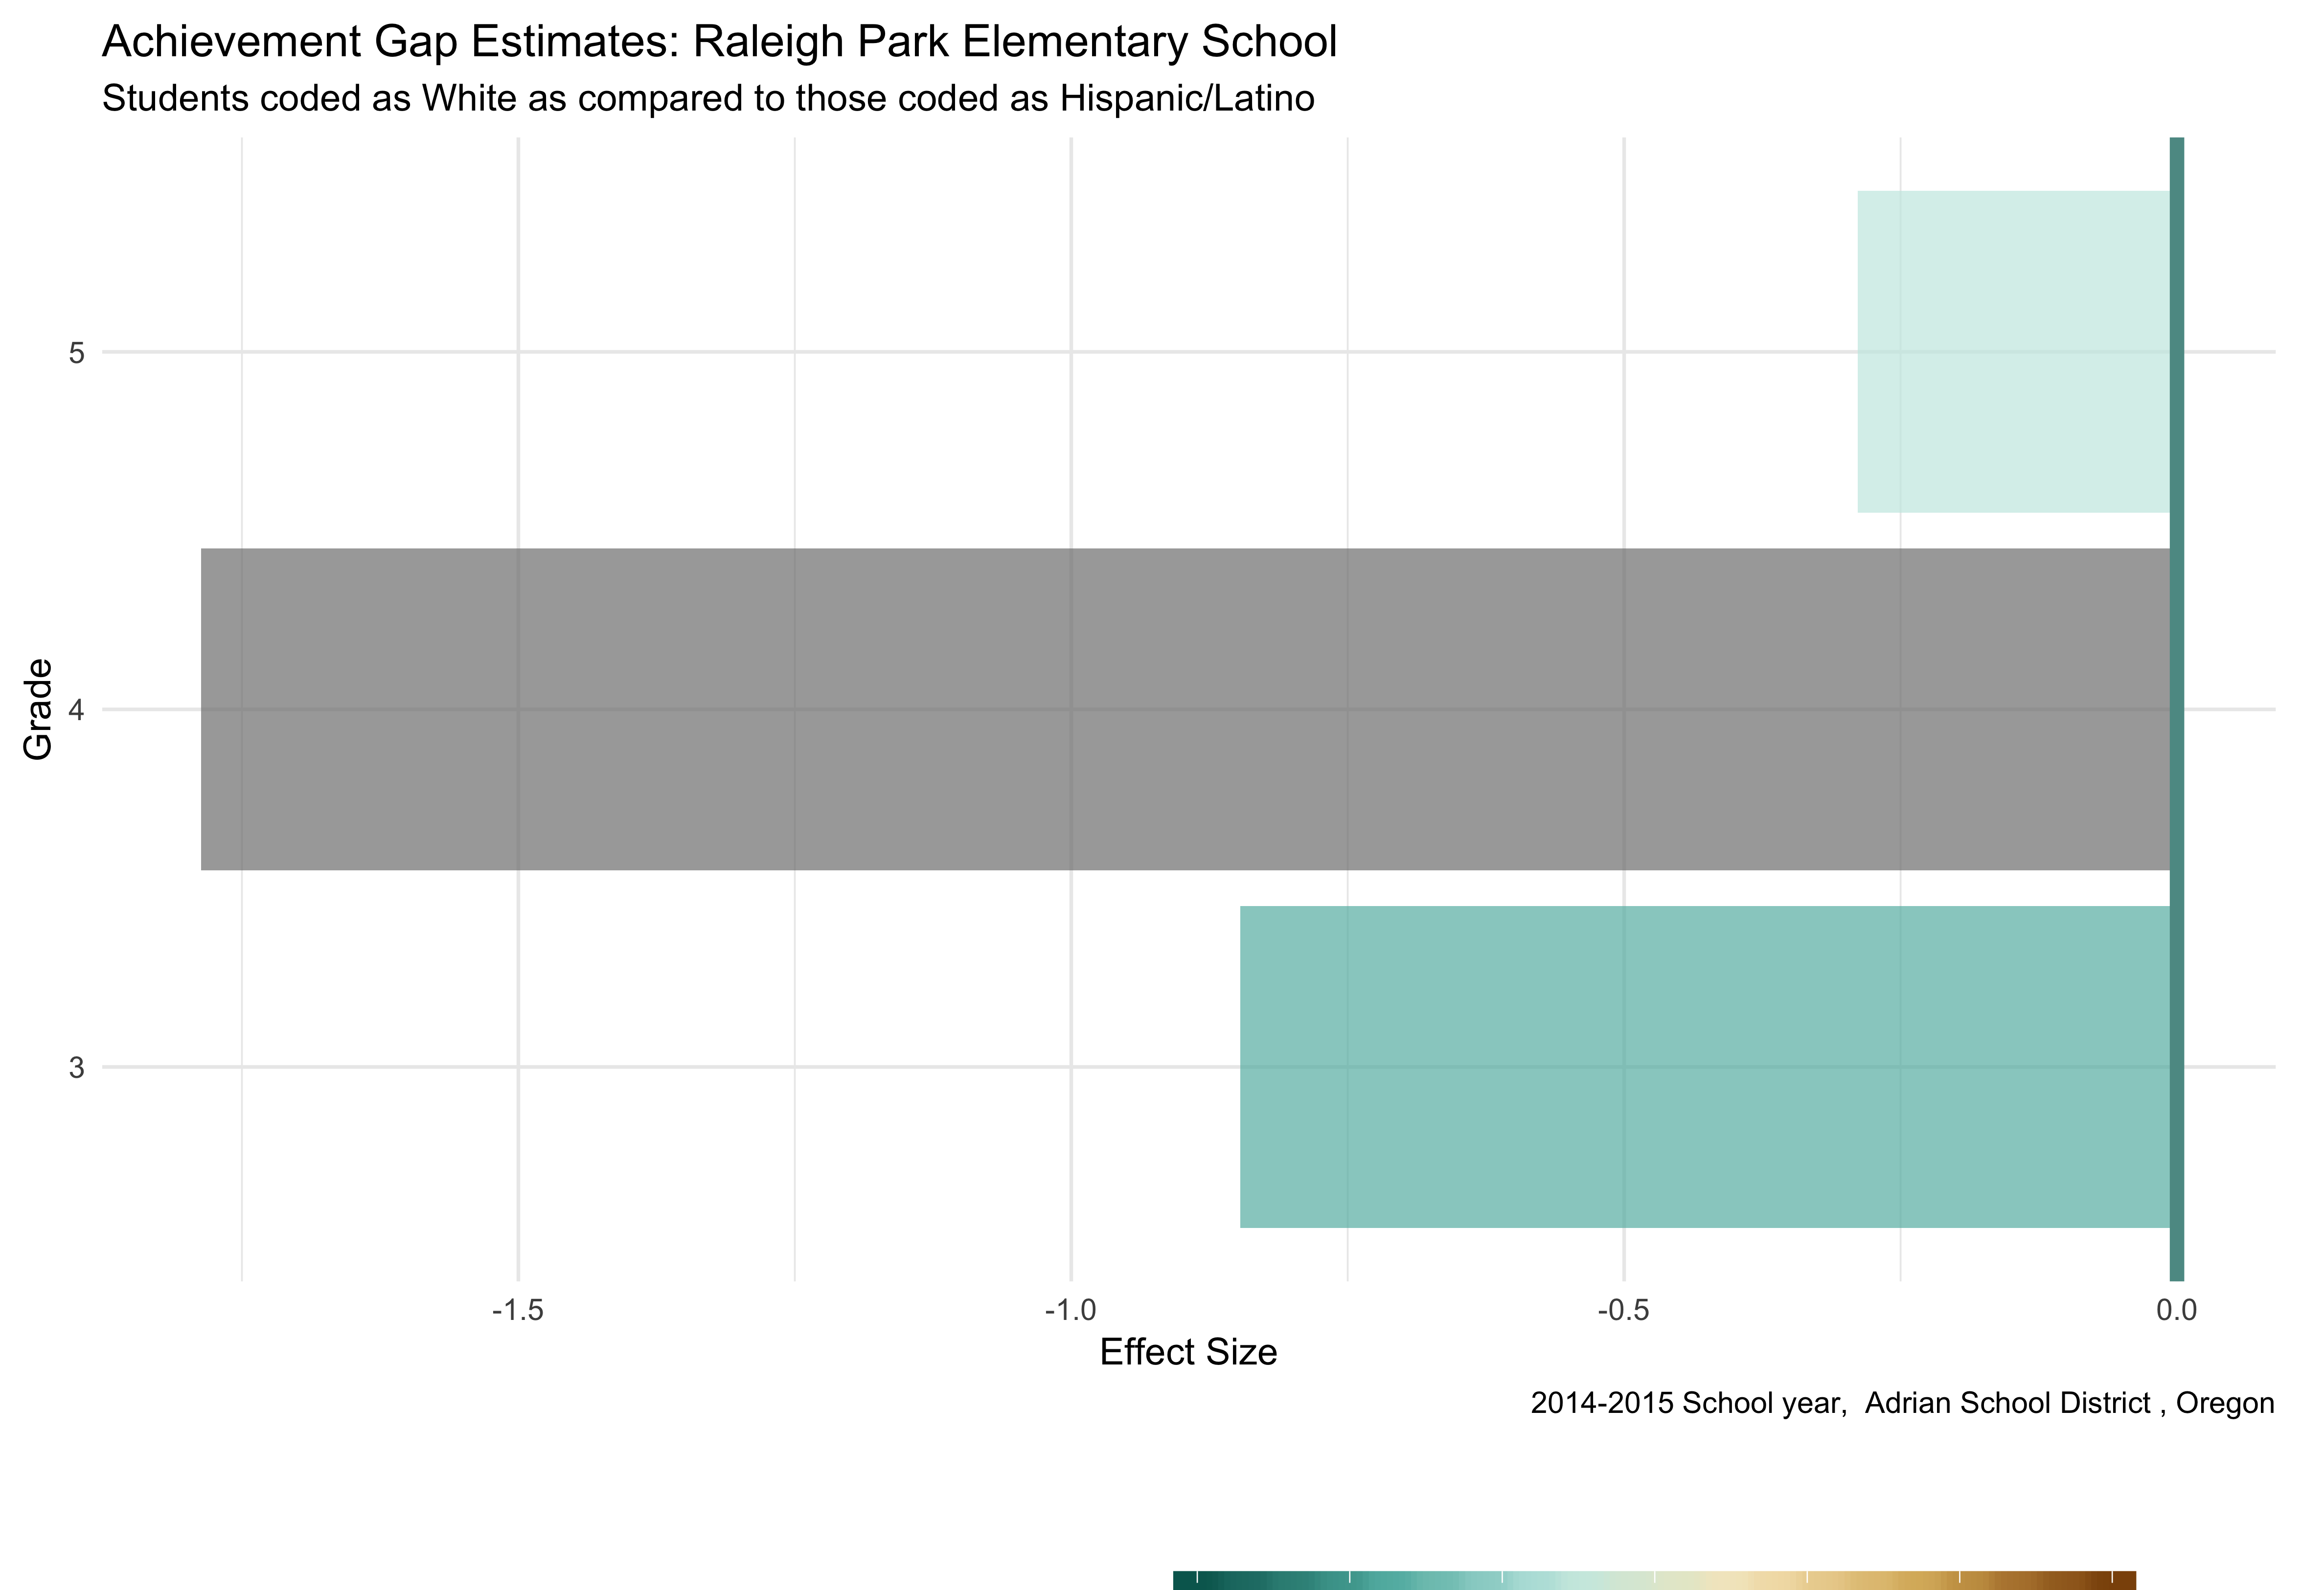 Achievement Gap Estimates: Raleigh Park Elementary School
Students coded as White as compared to those coded as Hispanic/Latino
5
4
3
Grade
-1.5 -1.0 -0.5 0.0
Effect Size
2014-2015 School year,  Adrian School District , Oregon